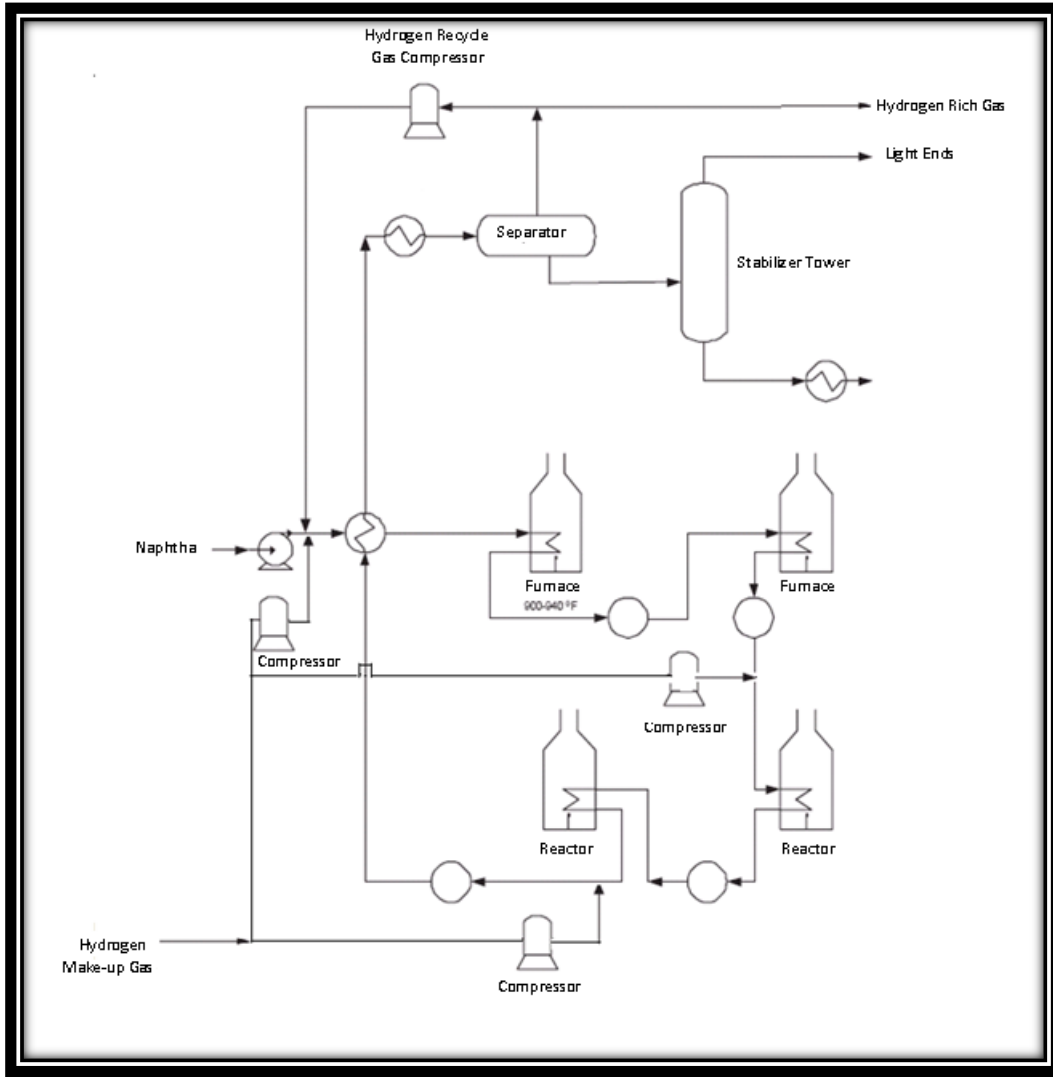 Hydrogen Recycle
Gas Compressor
Hydrogen Rich Gas
Light Ends
Separator
Stabilizer Tower
Naphtha
Furnace
Furnace
900-940 °F
Compressor
Compressor
Reactor
Reactor
Hydrogen
Make-up Gas
Compressor